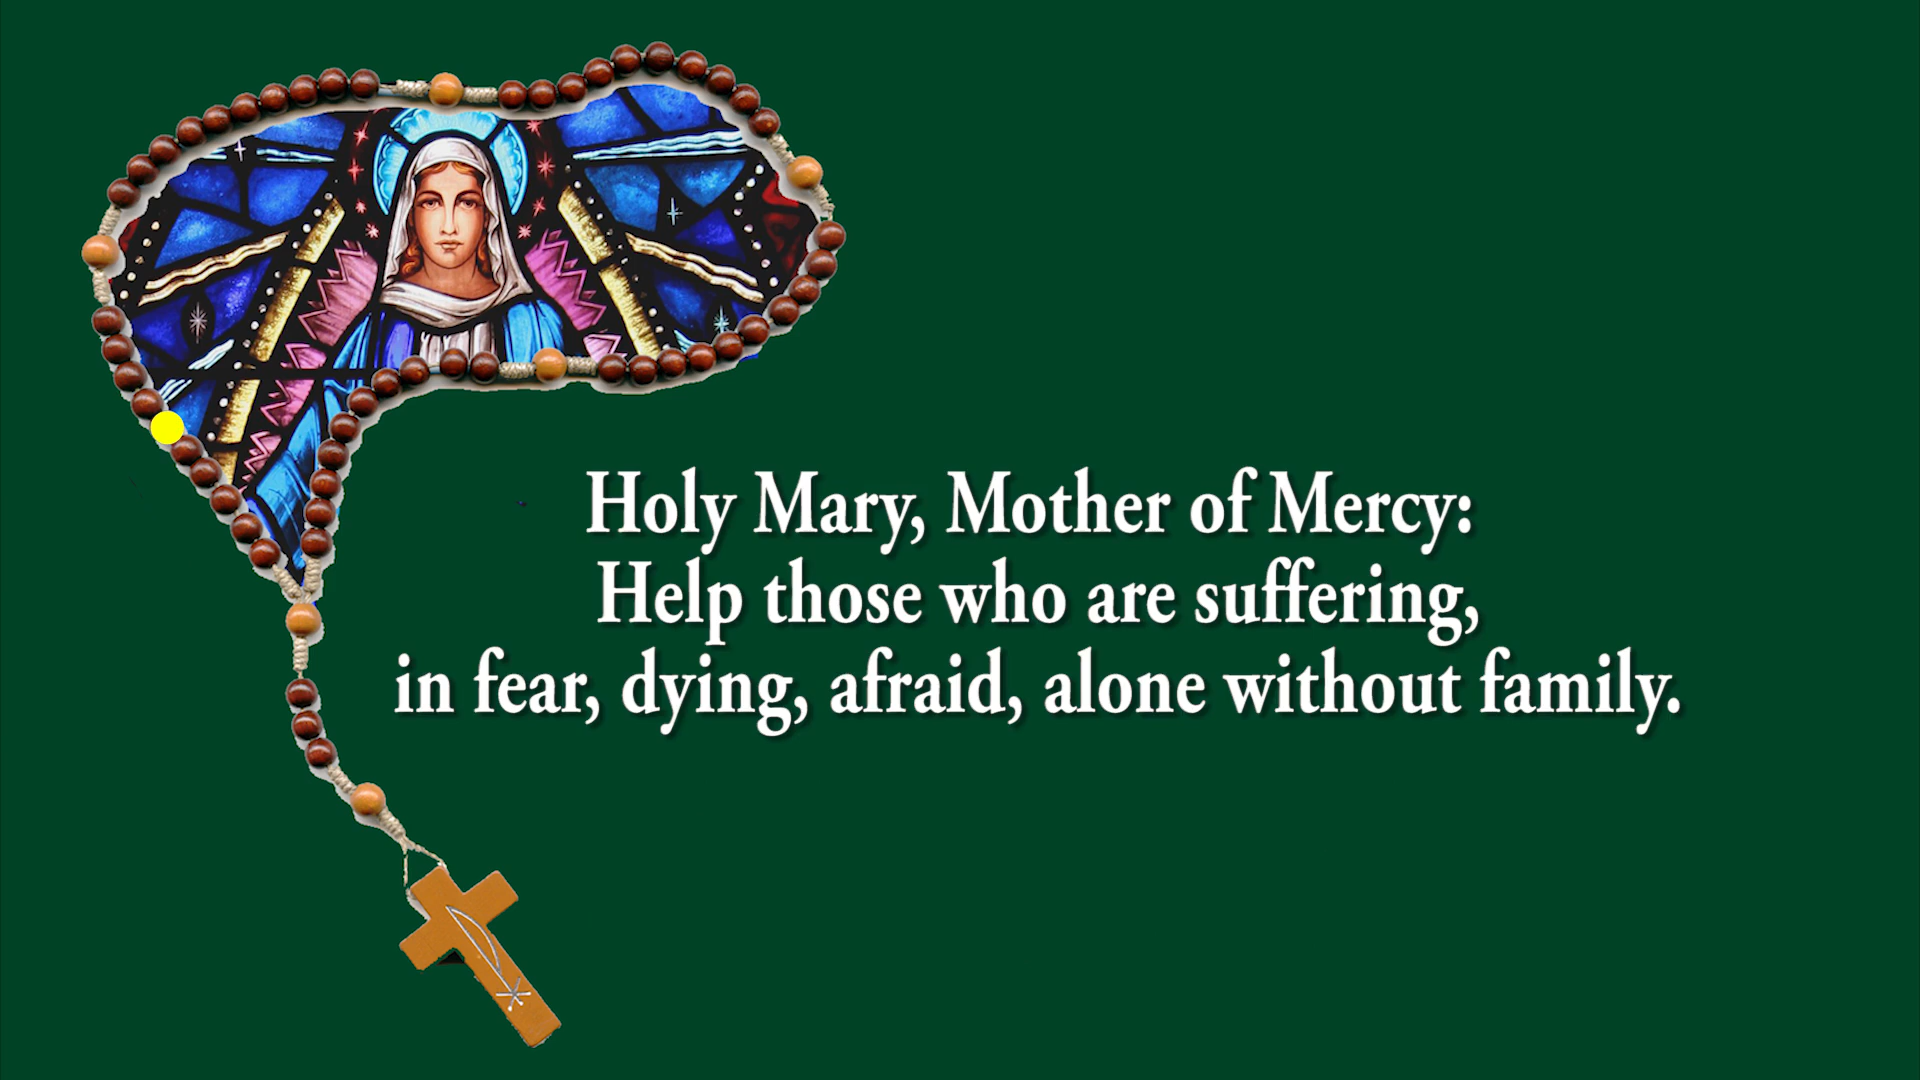 Holy Mary, Mother of Mercy:
Help those who are suffering,
in fear, dying, afraid, alone without family.